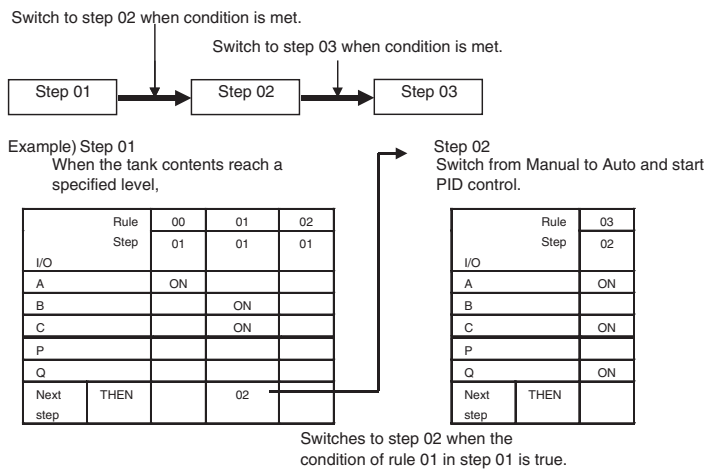 Switch to step 02 when condition is met.
Switch to step 03 when condition is met.
Step 01 Step 02 Step 03
Example) Step 01
When the tank contents reach a
specified level,
Rule 00 01 02
Step 01 01 01
I/O
A ON
B ON
C ON
P
Q
Next THEN 02
step
Step 02
Switch from Manual to Auto and start
PID control.
Rule 03
Step 02
I/O
A ON
B
C ON
P
Q ON
Next THEN
step
Switches to step 02 when the
condition of rule 01 in step 01 is true.